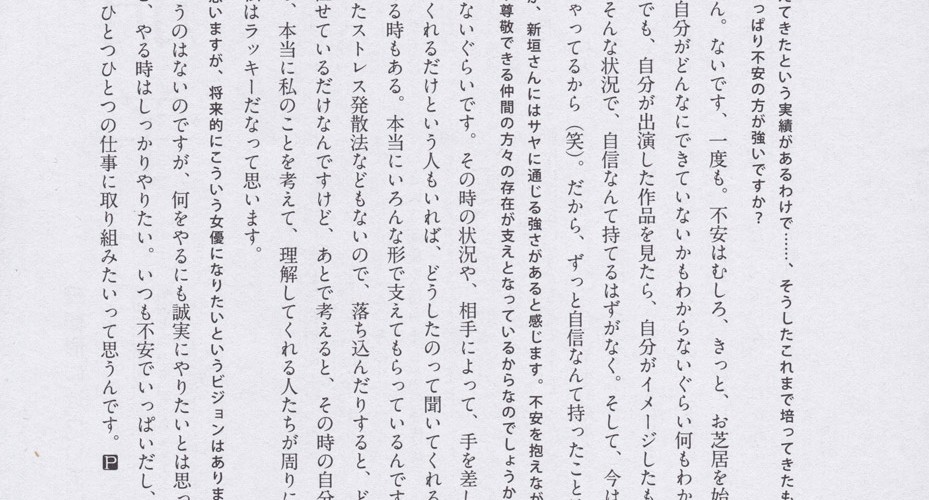 てきたという実績があるわけで……、そうしたこれまで培ってきたも
っぱり不安の方が強いですか？
ん。ないです、一度も。不安はむしろ、きっと、お芝居を始
自分がどんなにできていないかもわからないぐらい何もわか
でも、自分が出演した作品を見たら、自分がイメージしたも
そんな状況で、自信なんて持てるはずがなく。そして、今は
ゃってるから（笑）。だから、ずっと自信なんて持ったこと
が、新垣さんにはサヤに通じる強さがあると感じます。不安を抱えなが
尊敬できる仲間の方々の存在が支えとなっているからなのでしょうか
ないぐらいです。その時の状況や、相手によって、手を差し
くれるだけという人もいれば、どうしたのって聞いてくれる
る時もある。本当にいろんな形で支えてもらっているんです
たストレス発散法などもないので、落ち込んだりすると、ど
せているだけなんですけど、あとで考えると、その時の自分
、本当に私のことを考えて、理解してくれる人たちが周りに
はラッキーだなって思います。
思いますが、将来的にこういう女優になりたいというビジョンはありま
うのはないのですが、何をやるにも誠実にやりたいとは思っ
、やる時はしっかりやりたい。いつも不安でいっぱいだし、
ひとつひとつの仕事に取り組みたいって思うんです。P